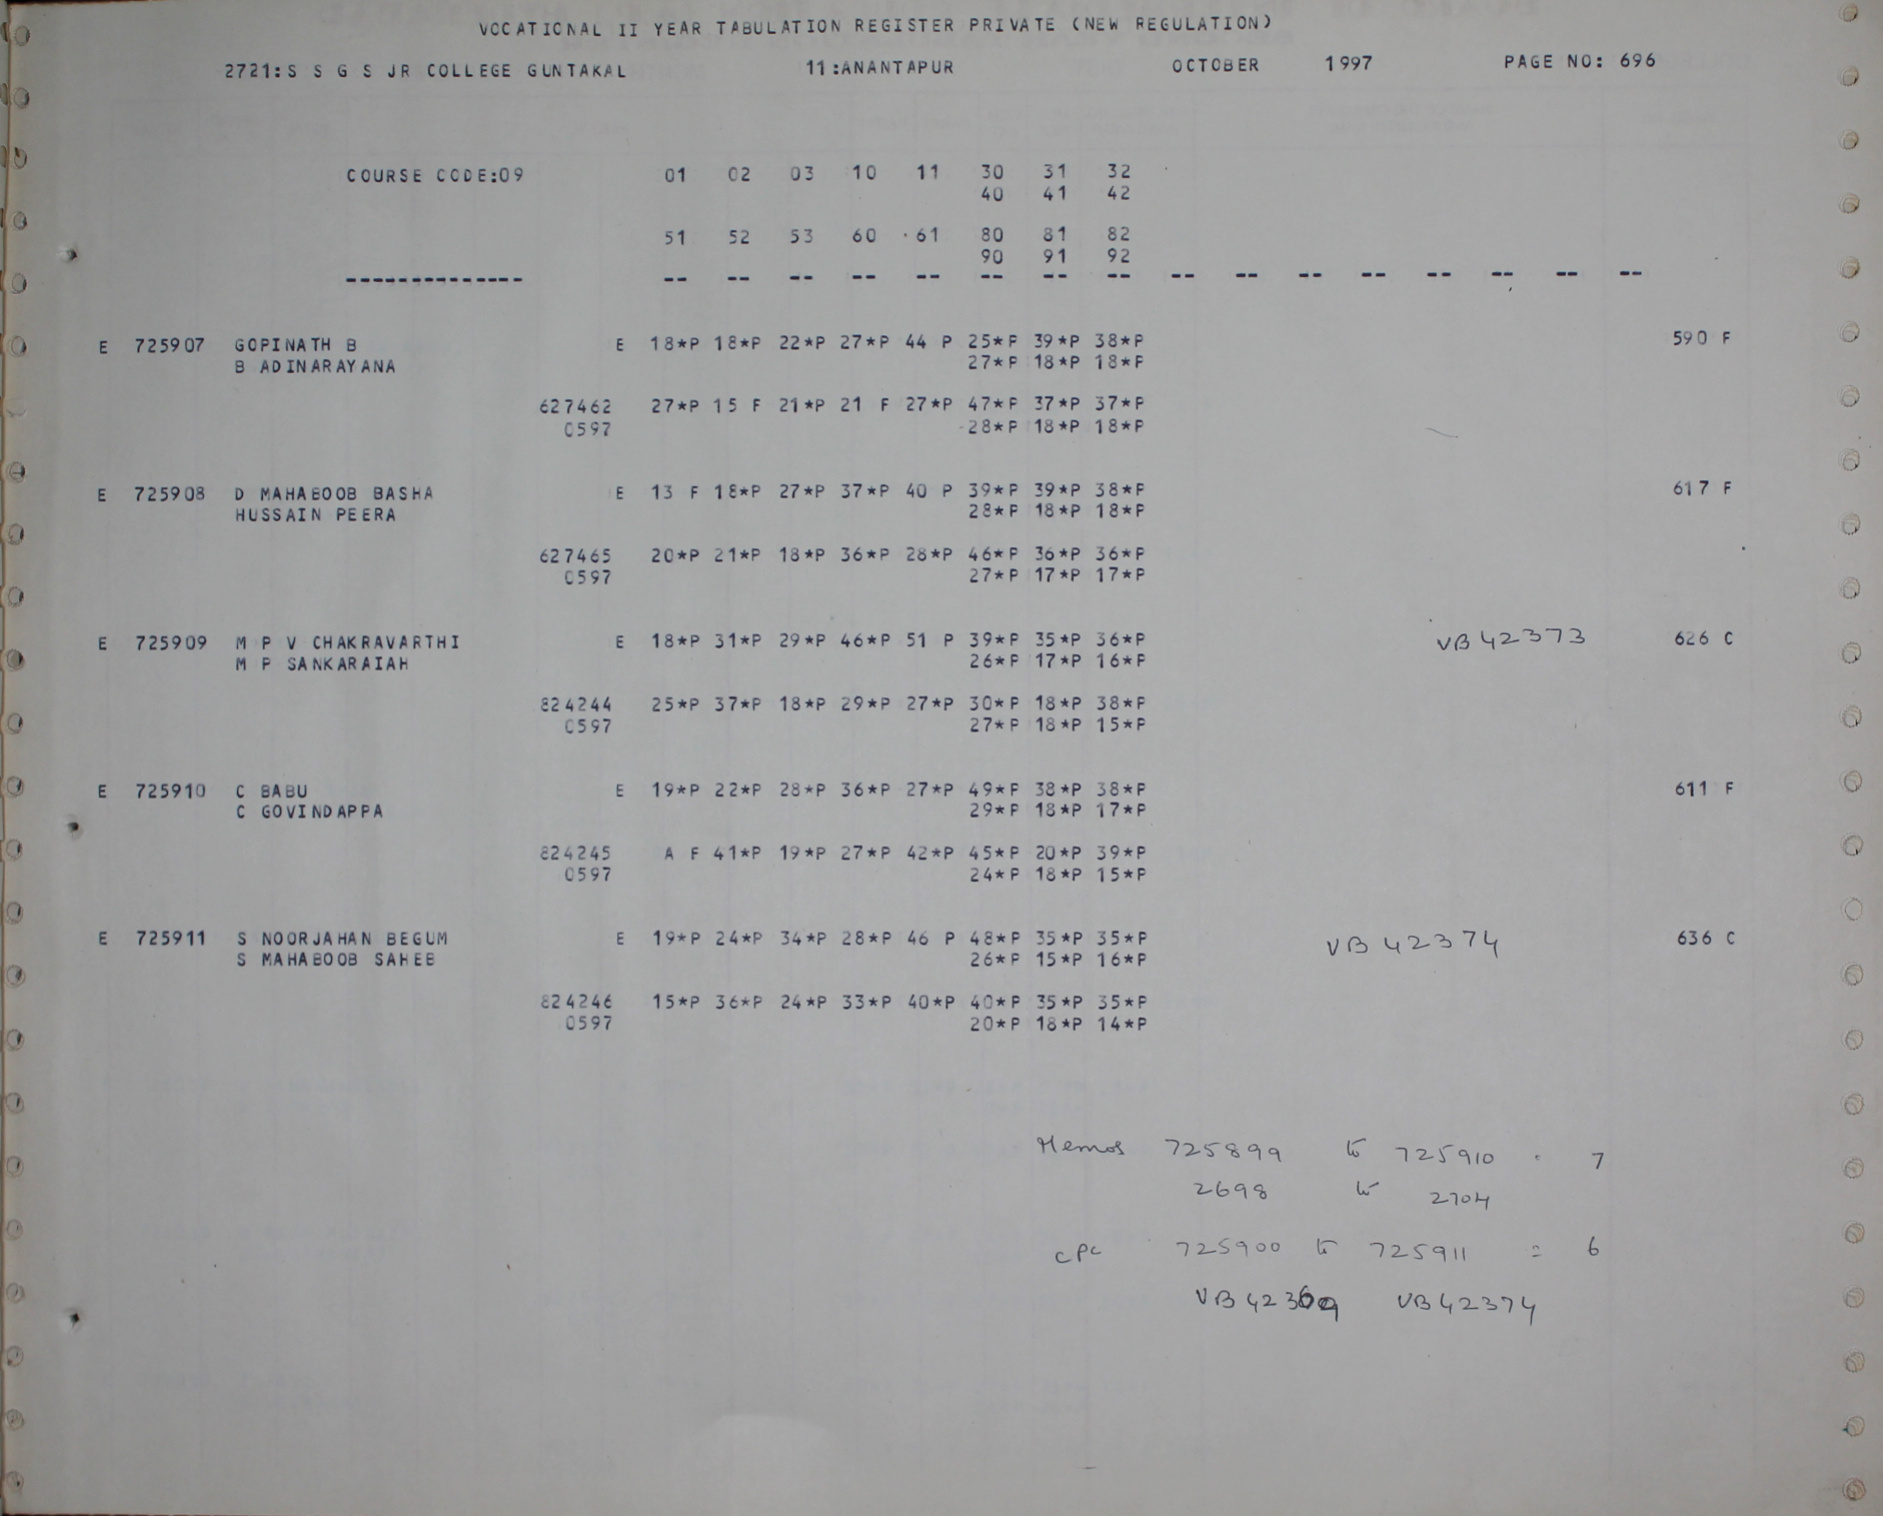 VOCATIONAL II YEAR TABULATION REGISTER PRIVATE (NEW REGULATION)
2721:S S G S JR COLLEGE GUNTAKAL 11:ANANTAPUR OCTOBER 1997 PAGE NO: 696
COURSE CODE:09 01 02 03 10 11 30 31 32
40 41 42
51 52 53 60 61 80 81 82
90 91 92
-------------- -- -- -- -- -- -- -- -- -- -- -- -- -- -- -- --
E 725907 GOPINATH B E 18*P 18*P 22*P 27*P 44 P 25*P 39*P 38*P 590 F
B ADINARAYANA 27*P 18*P 18*P
627462 27*P 15 F 21*P 21 F 27*P 47*P 37*P 37*P
0597 28*P 18*P 18*P
E 725908 D MAHABOOB BASHA E 13 F 18*P 27*P 37*P 40 P 39*P 39*P 38*P 617 F
HUSSAIN PEERA 28*P 18*P 18*P
627465 20*P 21*P 18*P 36*P 28*P 46*P 36*P 36*P
0597 27*P 17*P 17*P
E 725909 M P V CHAKRAVARTHI E 18*P 31*P 29*P 46*P 51 P 39*P 35*P 36*P VB 42373 626 C
M P SANKARAIAH 26*P 17*P 16*P
824244 25*P 37*P 18*P 29*P 27*P 30*P 18*P 38*P
0597 27*P 18*P 15*P
E 725910 C BABU E 19*P 22*P 28*P 36*P 27*P 49*P 38*P 38*P 611 F
C GOVINDAPPA 29*P 18*P 17*P
824245 A F 41*P 19*P 27*P 42*P 45*P 20*P 39*P
0597 24*P 18*P 15*P
E 725911 S NOORJAHAN BEGUM E 19*P 24*P 34*P 28*P 46 P 48*P 35*P 35*P VB 42374 636 C
S MAHABOOB SAHEB 26*P 15*P 16*P
824246 15*P 36*P 24*P 33*P 40*P 40*P 35*P 35*P
0597 20*P 18*P 14*P
Memos 725899 to 725910 = 7
2698 to 2704
CPC 725900 to 725911 = 6
VB 42369 VB 42374